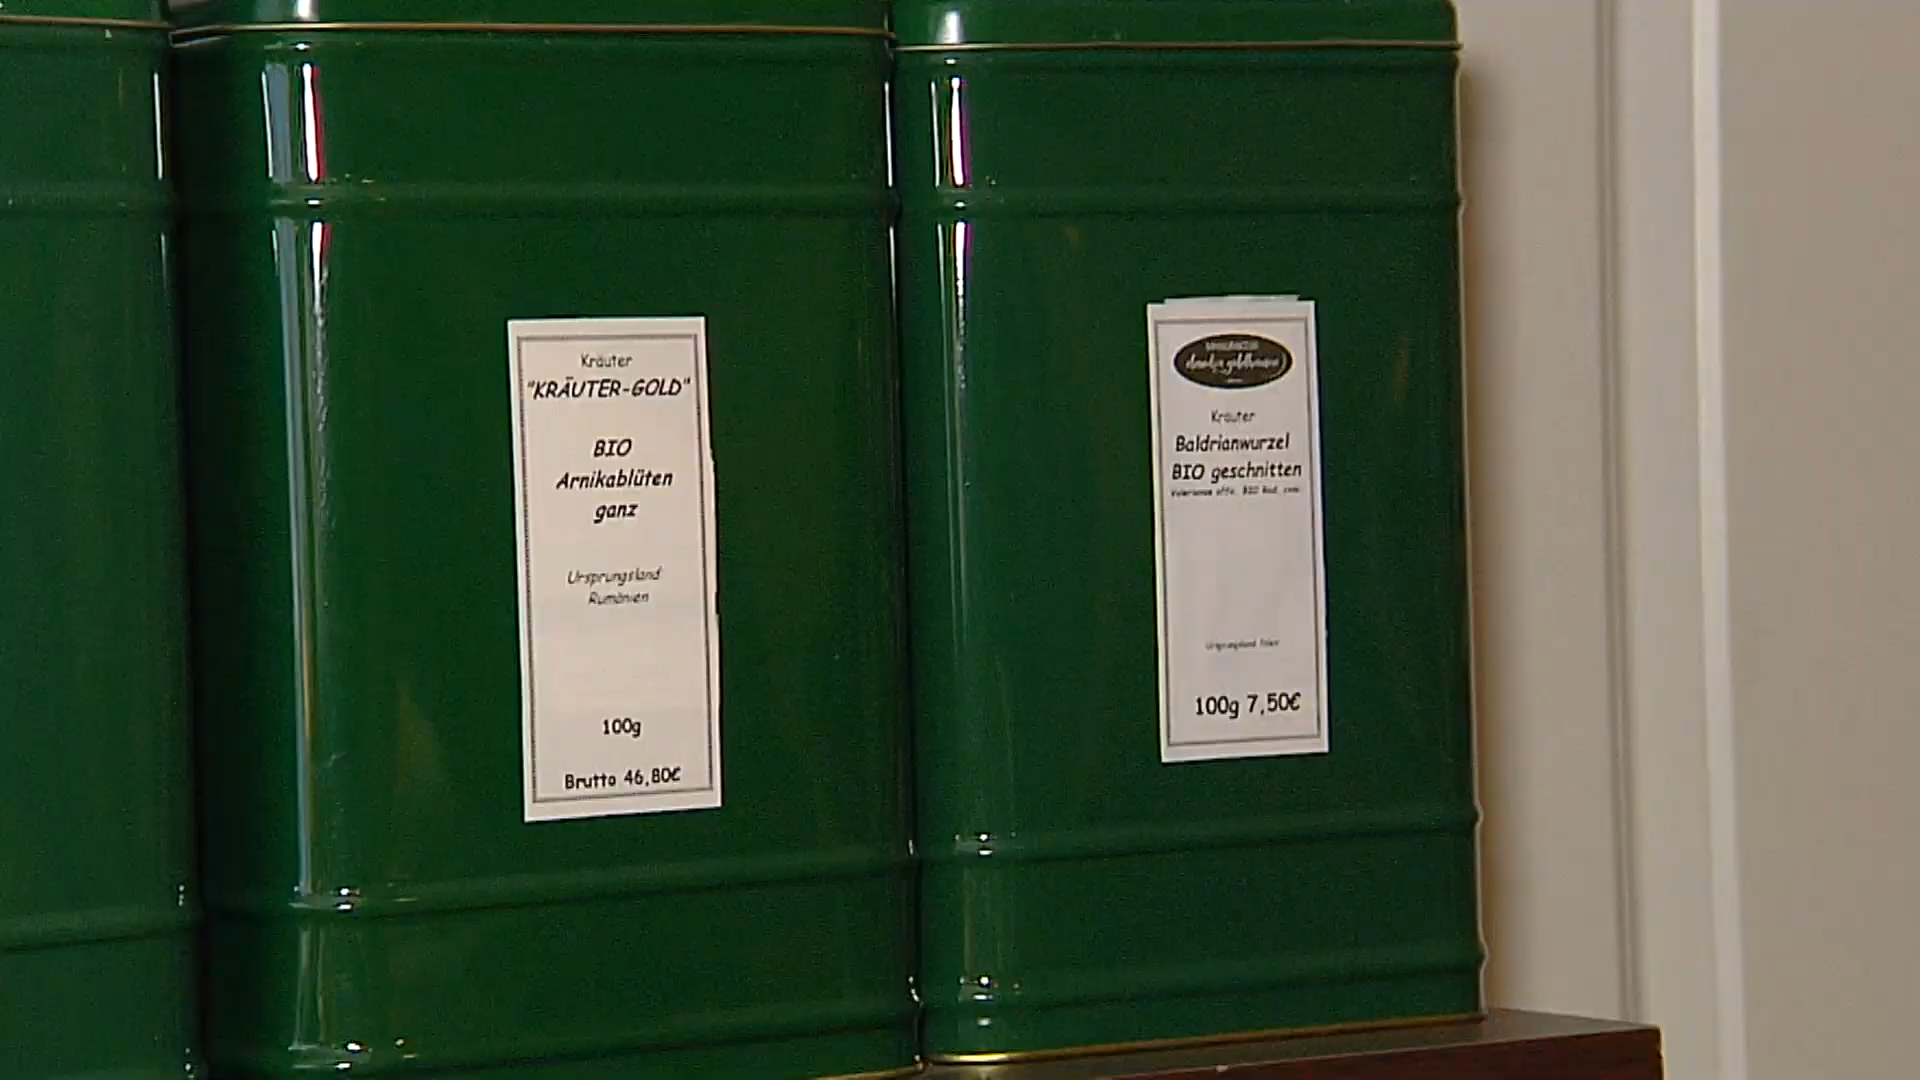 Kräuter
"KRÄUTER-GOLD"
BIO
Arnikablüten
ganz
Ursprungsland
Rumänien
100g
Brutto 46,80€
Kräuter
Baldrianwurzel
BIO geschnitten
Ursprungsland
100g 7,50€